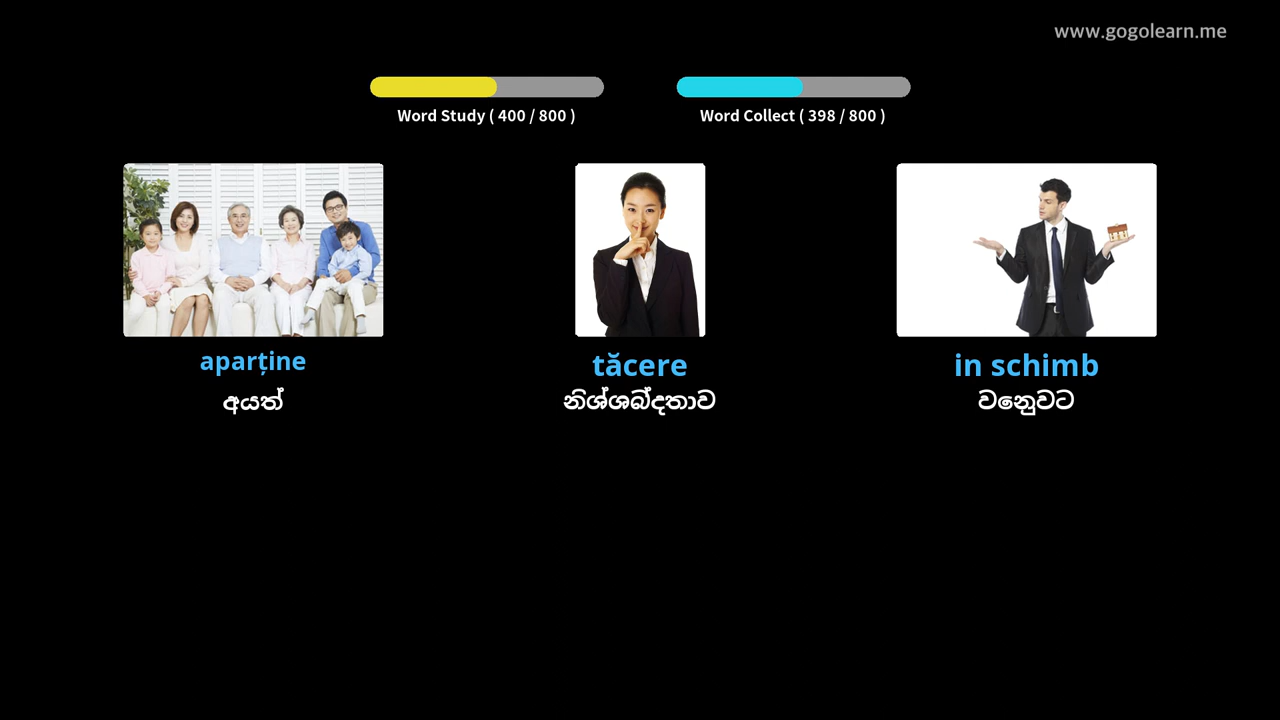 www.gogolearn.me
Word Study ( 400 / 800 )
Word Collect ( 398 / 800 )
aparține
tăcere
in schimb
අයත්
නිශ්ශබ්දතාව
වනුෙවට